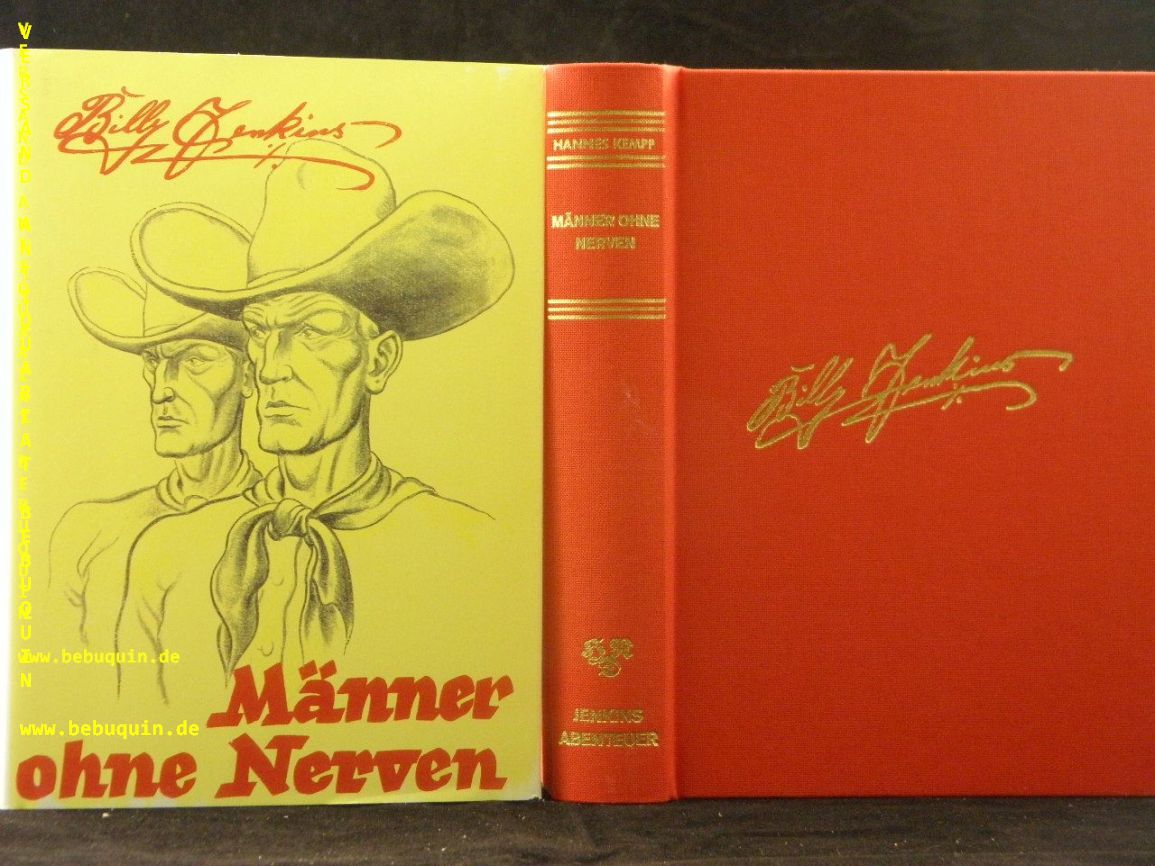 Billy Jenkins
Männer
ohne Nerven
HANNES KEMPP
MÄNNER OHNE
NERVEN
JENKINS
ABENTEUER
Billy Jenkins
www.bebuquin.de
www.bebuquin.de